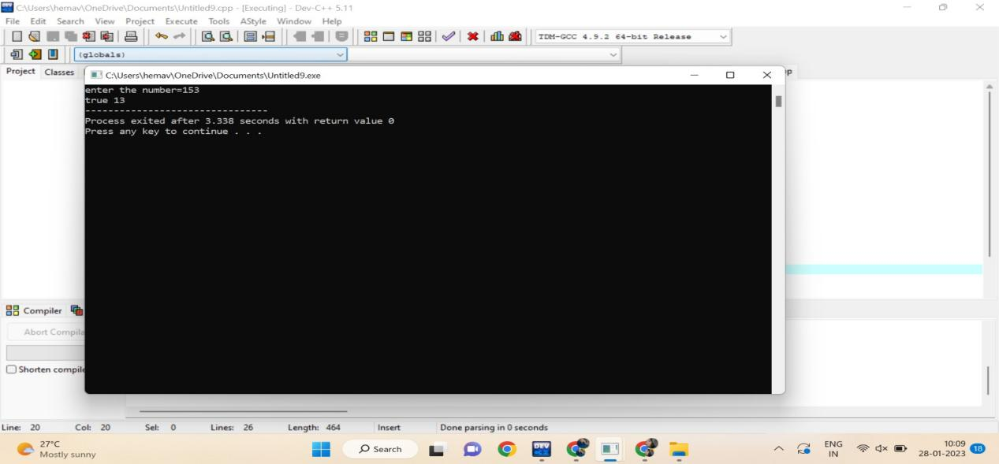 C:\Users\hemav\OneDrive\Documents\Untitled9.cpp - [Executing] - Dev-C++ 5.11
File Edit Search View Project Execute Tools AStyle Window Help
TDM-GCC 4.9.2 64-bit Release
(globals)
Project Classes
C:\Users\hemav\OneDrive\Documents\Untitled9.exe
enter the number=153
true 13
--------------------------------
Process exited after 3.338 seconds with return value 0
Press any key to continue . . .
Compiler
Abort Compila
Shorten compile
Line: 20 Col: 20 Sel: 0 Lines: 26 Length: 464 Insert Done parsing in 0 seconds
27°C
Mostly sunny
Search
DEV
ENG
IN
10:09
28-01-2023
18